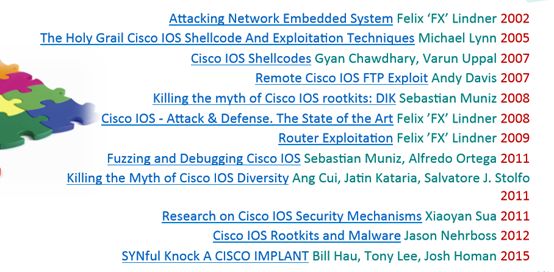 Attacking Network Embedded System Felix ‘FX’ Lindner 2002
The Holy Grail Cisco IOS Shellcode And Exploitation Techniques Michael Lynn 2005
Cisco IOS Shellcodes Gyan Chawdhary, Varun Uppal 2007
Remote Cisco IOS FTP Exploit Andy Davis 2007
Killing the myth of Cisco IOS rootkits: DIK Sebastian Muniz 2008
Cisco IOS - Attack & Defense. The State of the Art Felix ’FX’ Lindner 2008
Router Exploitation Felix ’FX’ Lindner 2009
Fuzzing and Debugging Cisco IOS Sebastian Muniz, Alfredo Ortega 2011
Killing the Myth of Cisco IOS Diversity Ang Cui, Jatin Kataria, Salvatore J. Stolfo
2011
Research on Cisco IOS Security Mechanisms Xiaoyan Sua 2011
Cisco IOS Rootkits and Malware Jason Nehrboss 2012
SYNful Knock A CISCO IMPLANT Bill Hau, Tony Lee, Josh Homan 2015